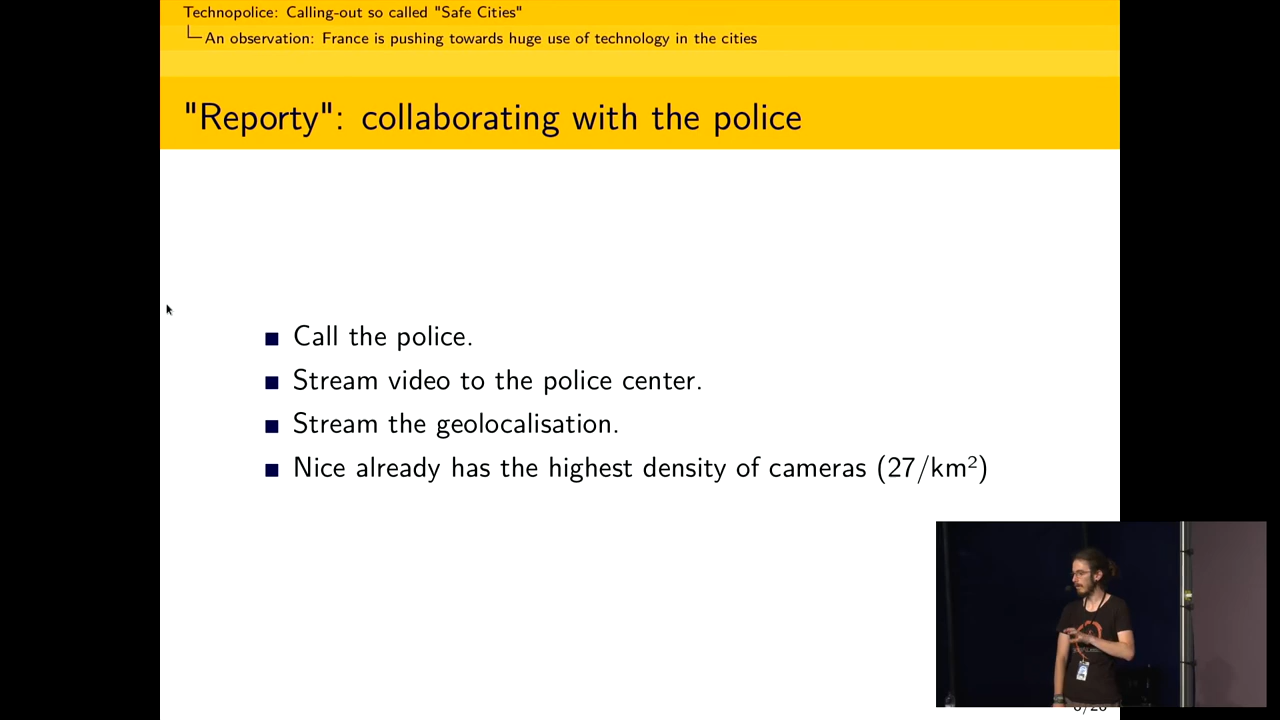 Technopolice: Calling-out so called "Safe Cities"
An observation: France is pushing towards huge use of technology in the cities
"Reporty": collaborating with the police
Call the police.
Stream video to the police center.
Stream the geolocalisation.
Nice already has the highest density of cameras (27/km²)